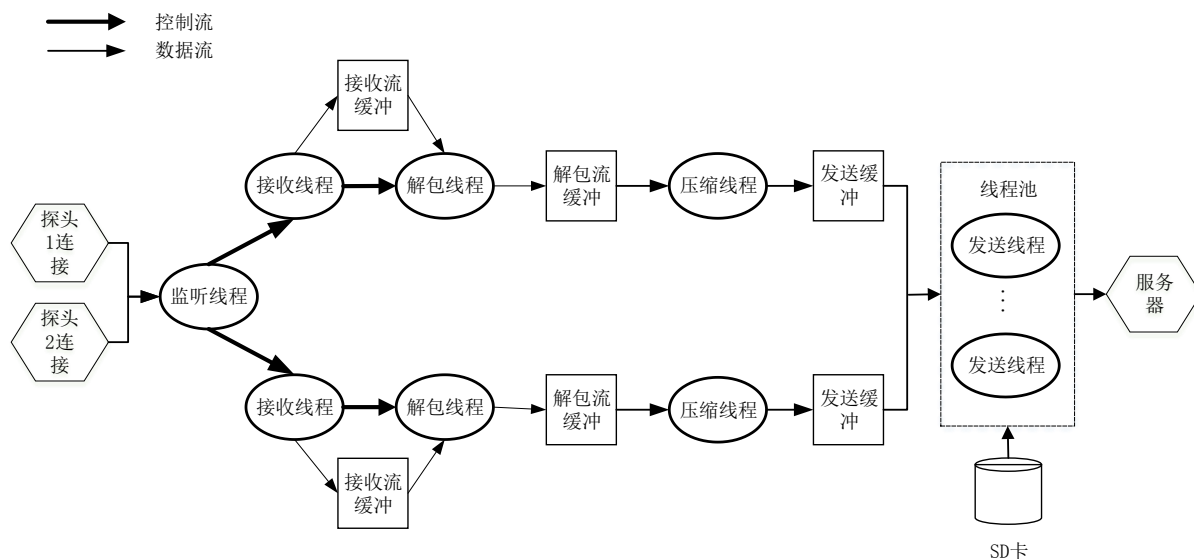 控制流
数据流
接收流
缓冲
接收线程
解包线程
解包流
缓冲
压缩线程
发送缓
冲
线程池
发送线程
⋮
发送线程
探头
1连
接
探头
2连
接
监听线程
服务
器
接收线程
解包线程
解包流
缓冲
压缩线程
发送缓
冲
接收流
缓冲
SD卡